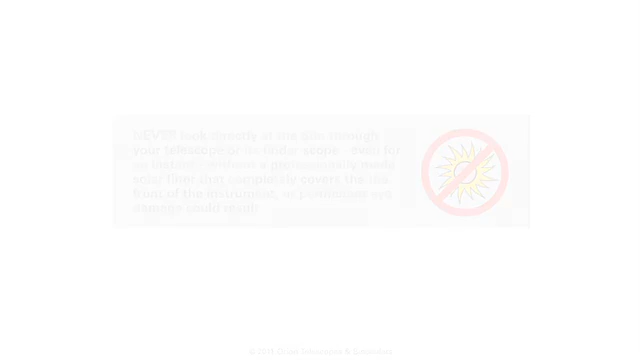 NEVER look directly at the sun through
your telescope or its finder scope - even for
an instant - without a professionally made
solar filter that completely covers the
front of the instrument, or permanent eye
damage could result.
© 2011 Orion Telescopes & Binoculars